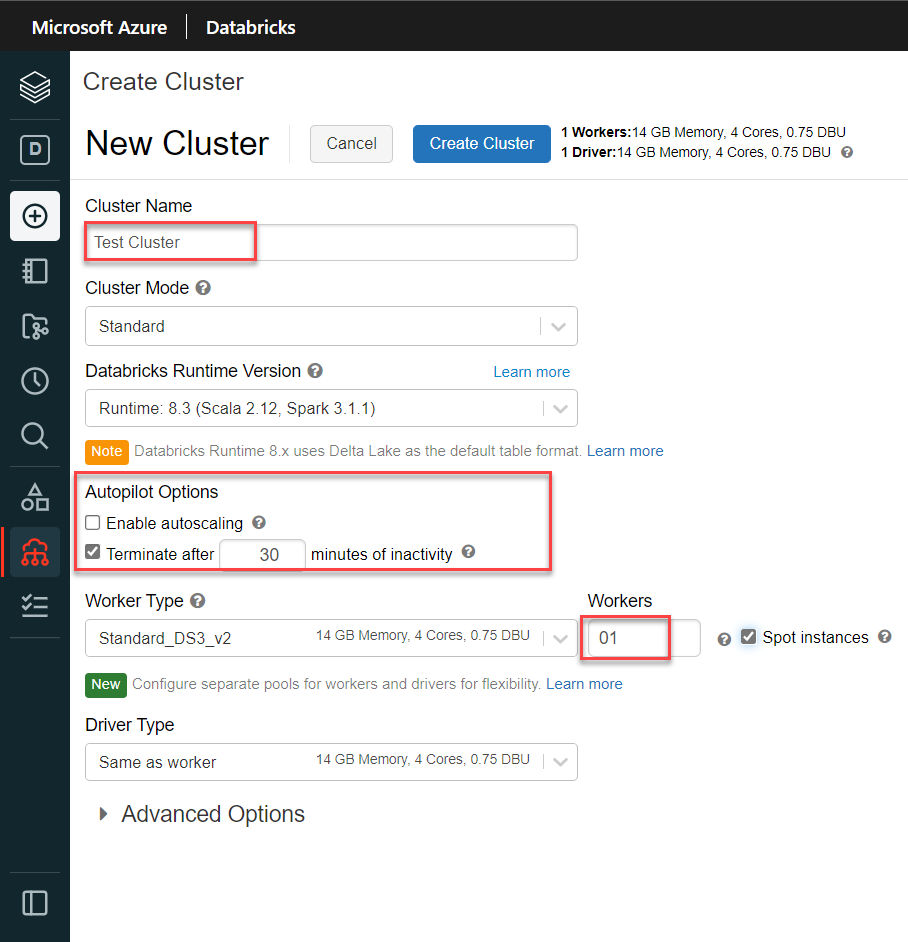 Microsoft Azure Databricks
Create Cluster
D
New Cluster
Cancel
Create Cluster
1 Workers:14 GB Memory, 4 Cores, 0.75 DBU
1 Driver:14 GB Memory, 4 Cores, 0.75 DBU ?
Cluster Name
Test Cluster
Cluster Mode ?
Standard
Databricks Runtime Version ? Learn more
Runtime: 8.3 (Scala 2.12, Spark 3.1.1)
Note Databricks Runtime 8.x uses Delta Lake as the default table format. Learn more
Autopilot Options
Enable autoscaling ?
Terminate after 30 minutes of inactivity ?
Worker Type ? Workers
Standard_DS3_v2 14 GB Memory, 4 Cores, 0.75 DBU 01 ? Spot instances ?
New Configure separate pools for workers and drivers for flexibility. Learn more
Driver Type
Same as worker 14 GB Memory, 4 Cores, 0.75 DBU
Advanced Options